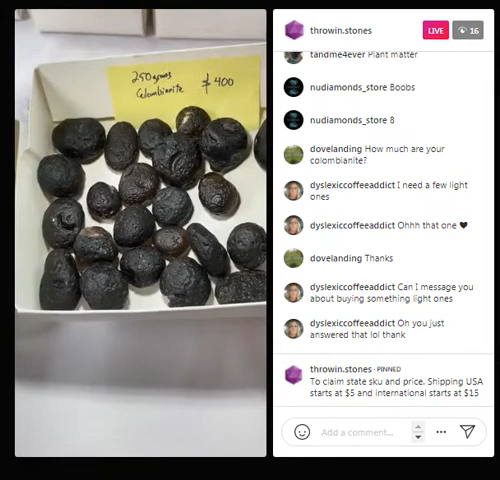 250 grams
Colombianite $400
throwin.stones
LIVE
16
tandme4ever Plant matter
nudiamonds_store Boobs
nudiamonds_store 8
dovelanding How much are your
colombianite?
dyslexiccoffeeaddict I need a few light
ones
dyslexiccoffeeaddict Ohhh that one 🖤
dovelanding Thanks
dyslexiccoffeeaddict Can I message you
about buying something light ones
dyslexiccoffeeaddict Oh you just
answered that lol thank
throwin.stones · PINNED
To claim state sku and price. Shipping USA
starts at $5 and international starts at $15
Add a comment...